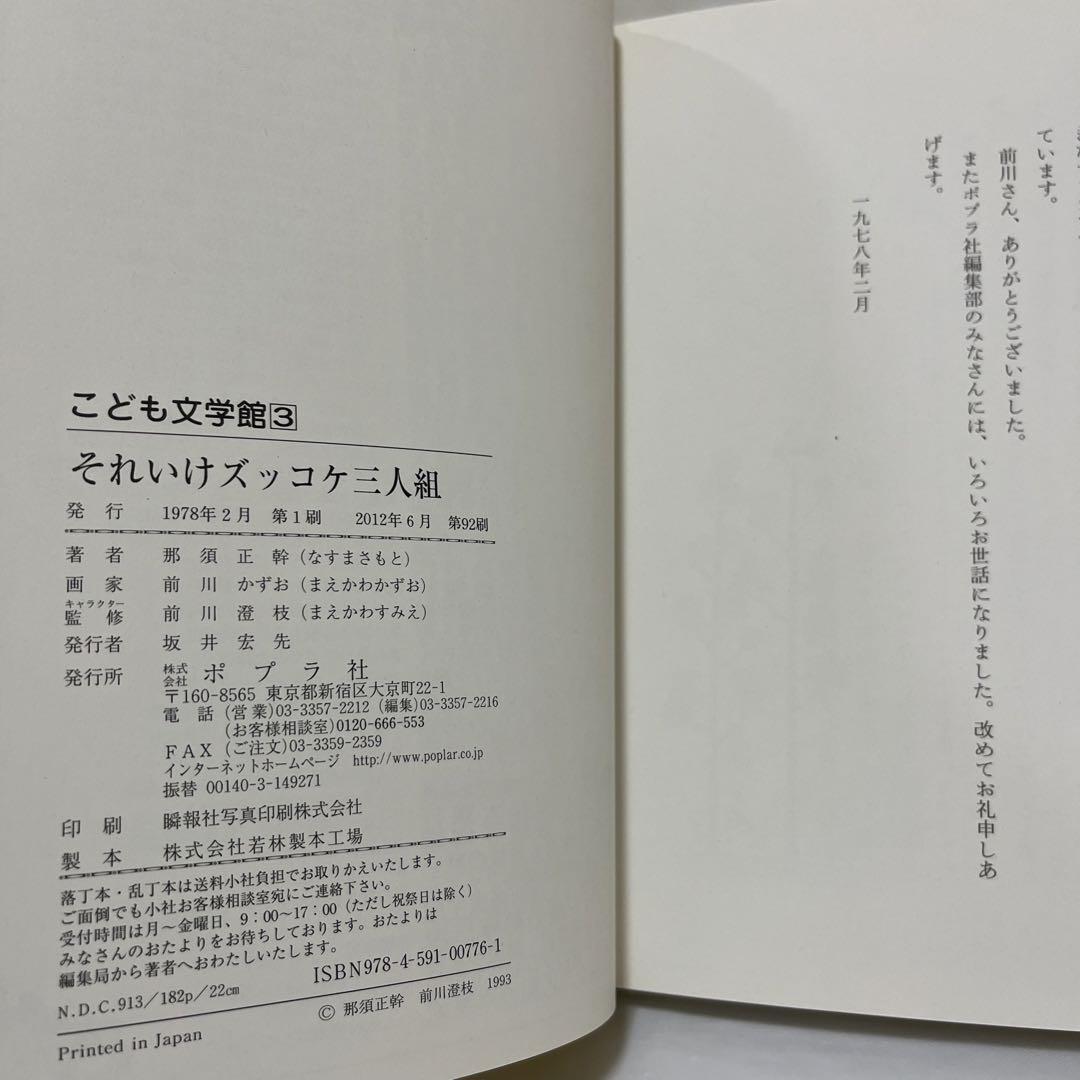 ています。
前川さん、ありがとうございました。
またポプラ社編集部のみなさんには、いろいろお世話になりました。改めてお礼申しあ
げます。
一九七八年二月
こども文学館3
それいけズッコケ三人組
発行 1978年2月 第1刷 2012年6月 第92刷
著者 那須正幹(なすまさもと)
画家 前川かずお(まえかわかずお)
キャラクター
監修 前川澄枝(まえかわすみえ)
発行者 坂井宏先
発行所 株式会社 ポプラ社
〒160-8565 東京都新宿区大京町22-1
電話 (営業)03-3357-2212 (編集)03-3357-2216
(お客様相談室)0120-666-553
FAX (ご注文)03-3359-2359
インターネットホームページ http://www.poplar.co.jp
振替 00140-3-149271
印刷 瞬報社写真印刷株式会社
製本 株式会社若林製本工場
落丁本・乱丁本は送料小社負担でお取りかえいたします。
ご面倒でも小社お客様相談室宛にご連絡下さい。
受付時間は月～金曜日、9：00～17：00(ただし祝祭日は除く)
みなさんのおたよりをお待ちしております。おたよりは
編集局から著者へおわたしいたします。
ISBN978-4-591-00776-1
N.D.C.913/182p/22cm
© 那須正幹 前川澄枝 1993
Printed in Japan